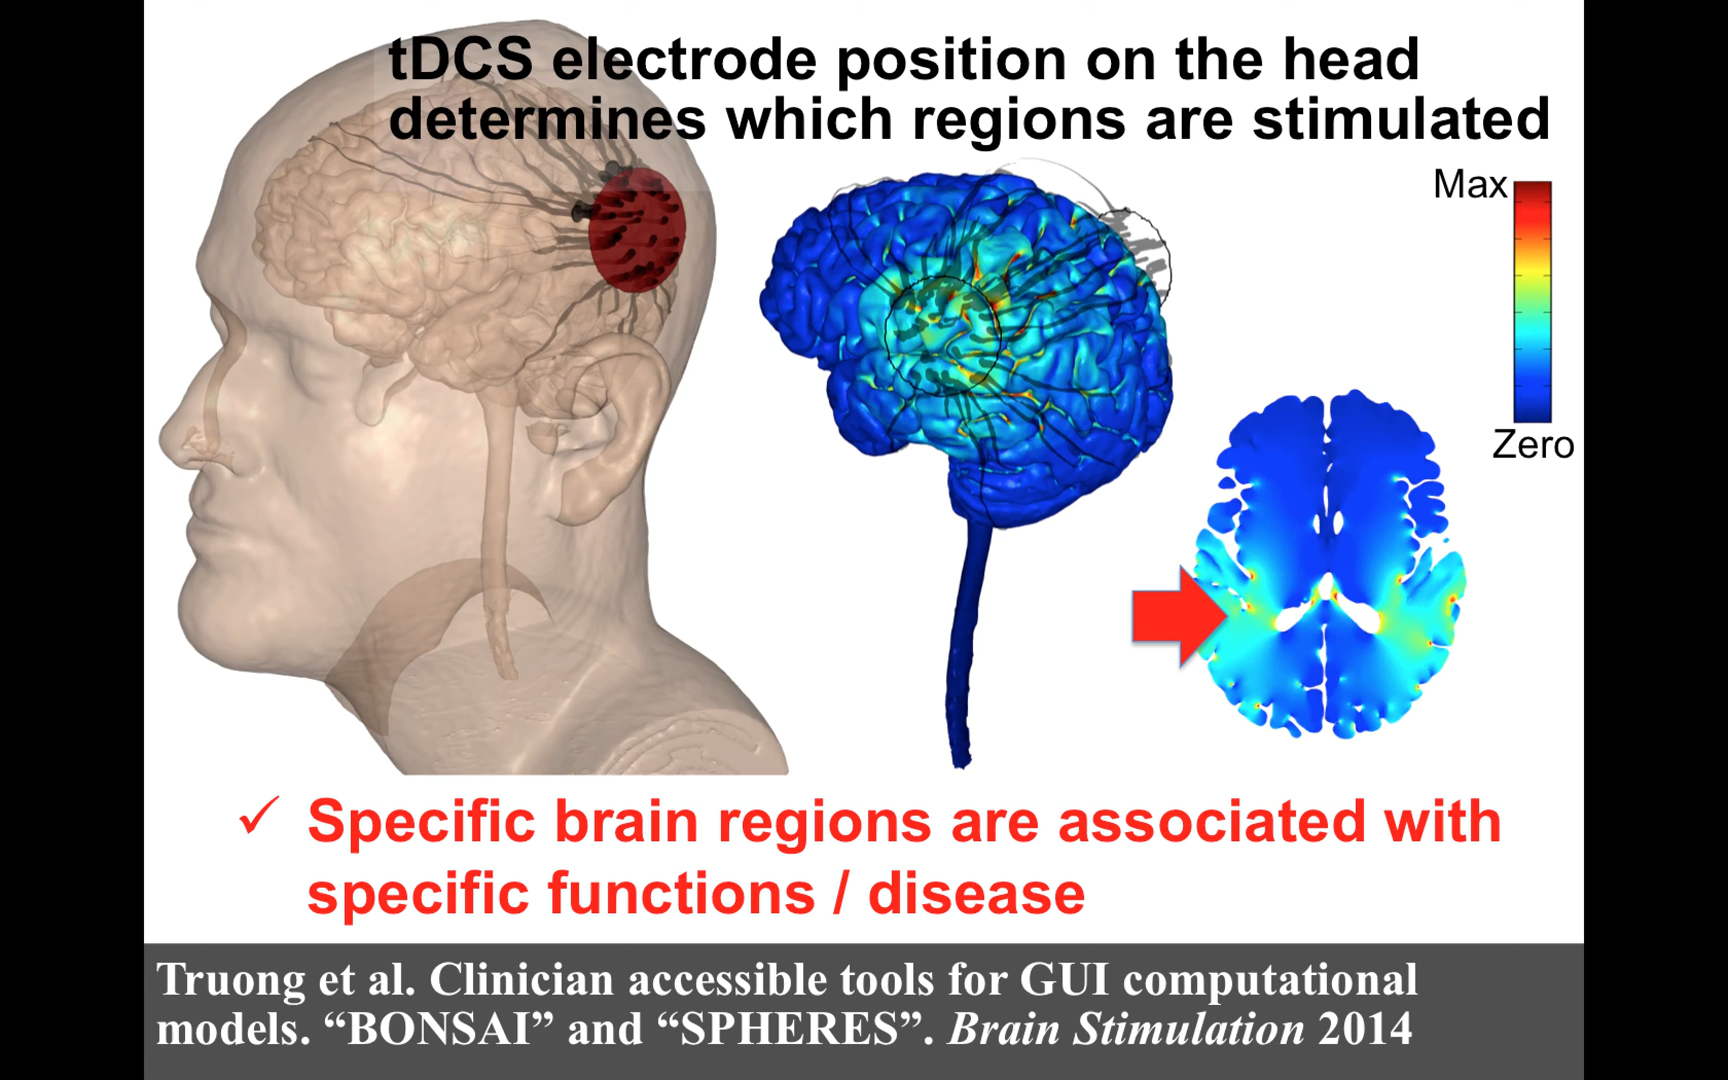 tDCS electrode position on the head
determines which regions are stimulated
Max
Zero
✓ Specific brain regions are associated with
specific functions / disease
Truong et al. Clinician accessible tools for GUI computational
models. “BONSAI” and “SPHERES”. Brain Stimulation 2014